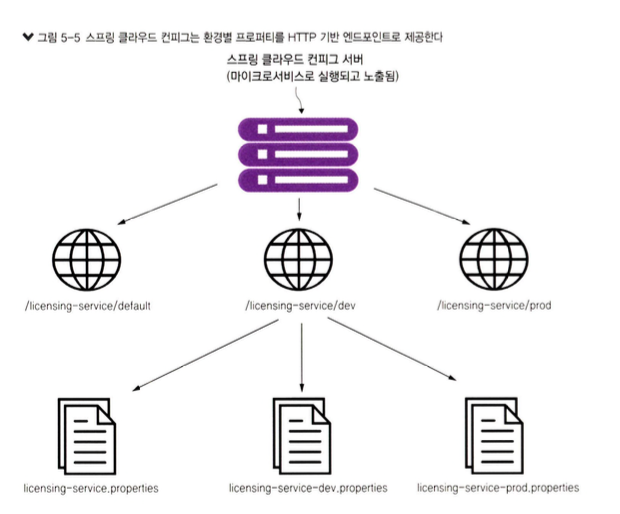 그림 5-5 스프링 클라우드 컨피그는 환경별 프로퍼티를 HTTP 기반 엔드포인트로 제공한다
스프링 클라우드 컨피그 서버
(마이크로서비스로 실행되고 노출됨)
/licensing-service/default
/licensing-service/dev
/licensing-service/prod
licensing-service.properties
licensing-service-dev.properties
licensing-service-prod.properties